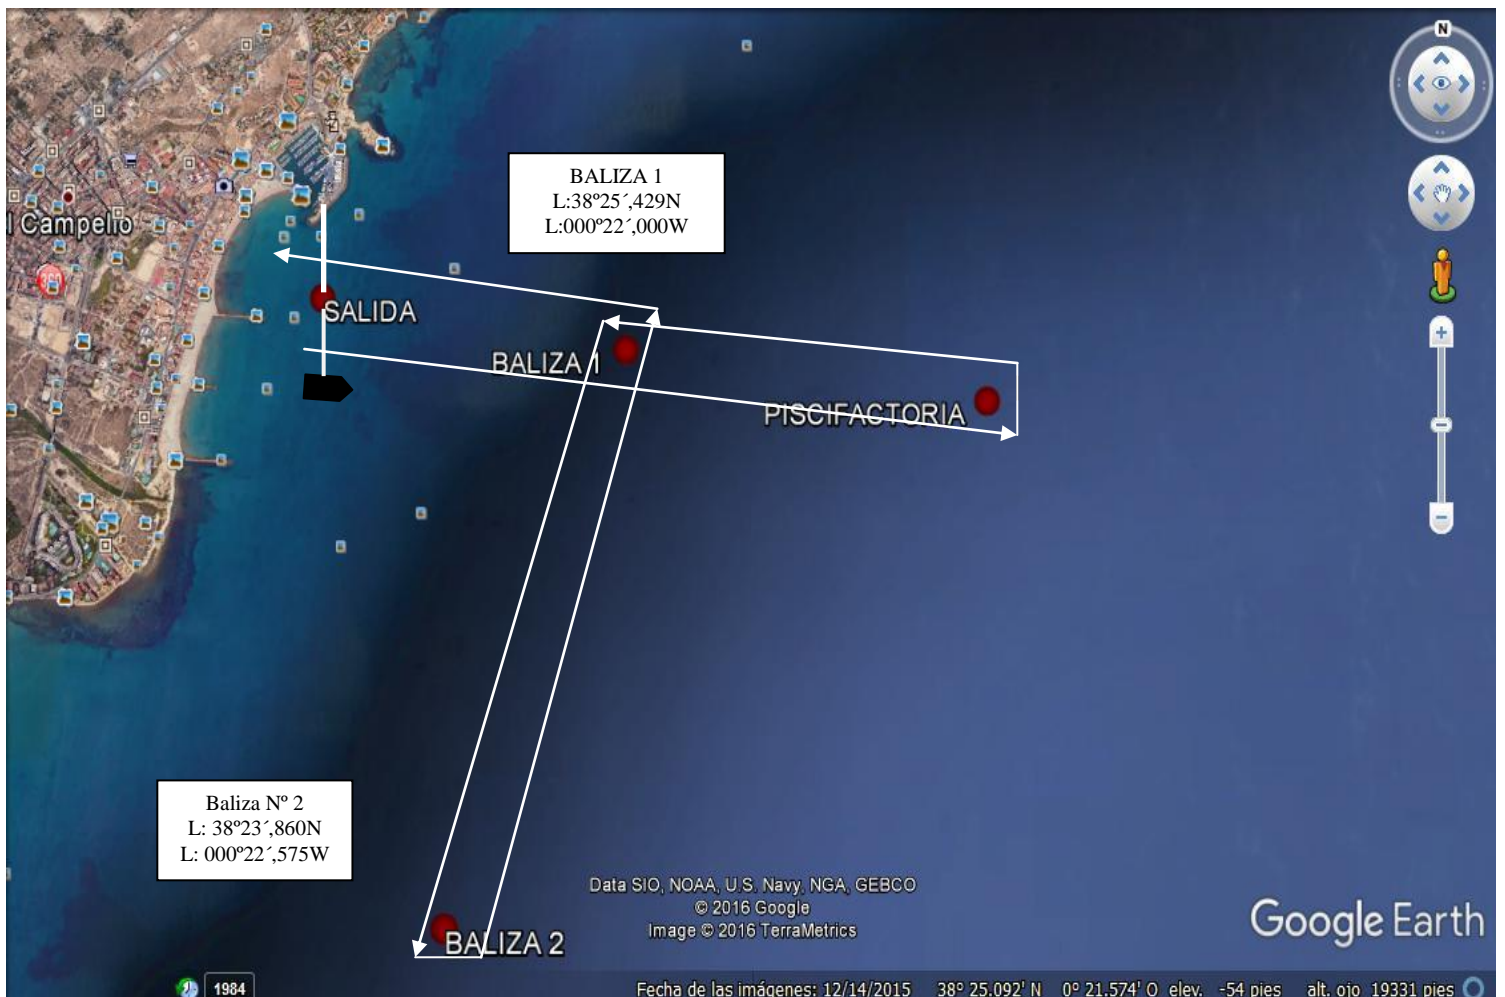 N
BALIZA 1
L:38º25´,429N
L:000º22´,000W
l Campello
SALIDA
BALIZA 1
PISCIFACTORIA
Baliza Nº 2
L: 38º23´,860N
L: 000º22´,575W
BALIZA 2
Data SIO, NOAA, U.S. Navy, NGA, GEBCO
© 2016 Google
Image © 2016 TerraMetrics
Google Earth
1984
Fecha de las imágenes: 12/14/2015 38° 25.092' N 0° 21.574' O elev. -54 pies alt. ojo 19331 pies